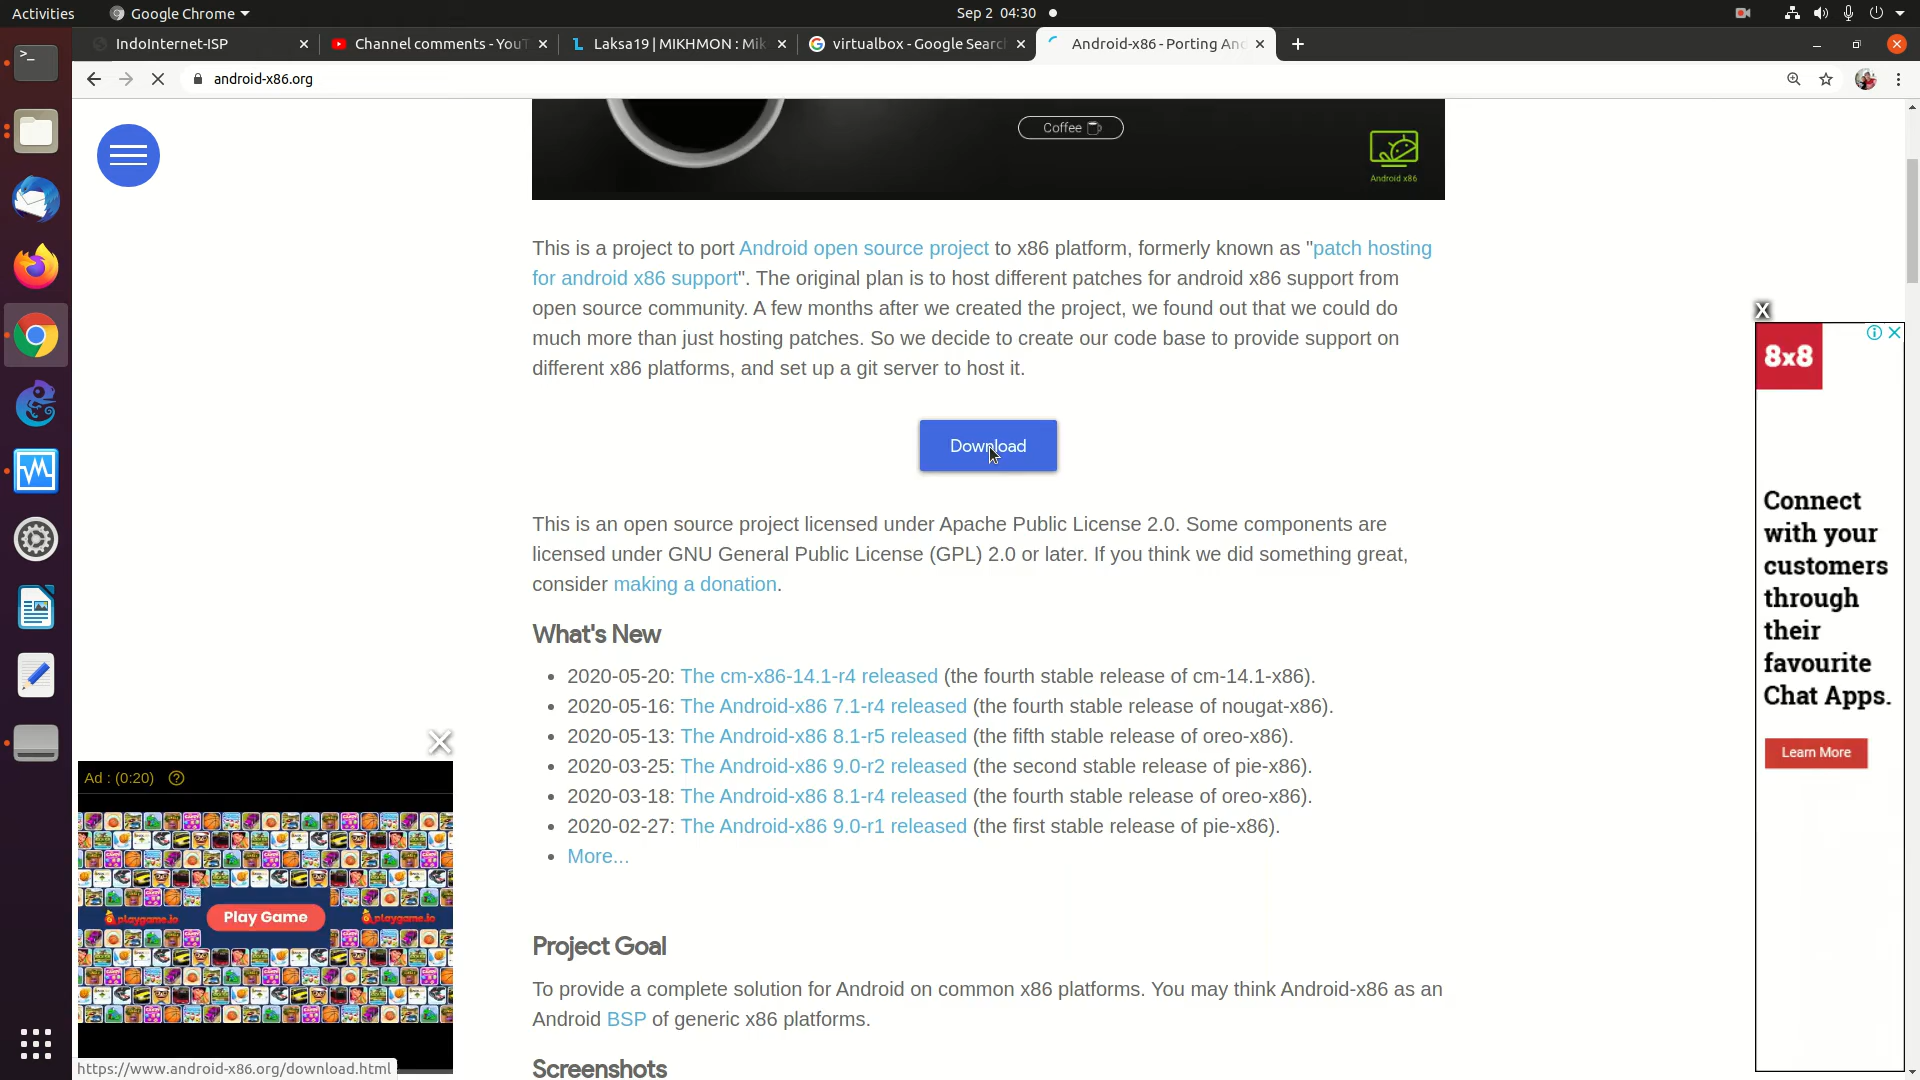 Activities
Google Chrome
Sep 2 04:30
IndoInternet-ISP
Channel comments - YouT
Laksa19 | MIKHMON : Mik
virtualbox - Google Searc
Android-x86 - Porting And
android-x86.org
Coffee
Android x86
This is a project to port Android open source project to x86 platform, formerly known as "patch hosting
for android x86 support". The original plan is to host different patches for android x86 support from
open source community. A few months after we created the project, we found out that we could do
much more than just hosting patches. So we decide to create our code base to provide support on
different x86 platforms, and set up a git server to host it.
Download
This is an open source project licensed under Apache Public License 2.0. Some components are
licensed under GNU General Public License (GPL) 2.0 or later. If you think we did something great,
consider making a donation.
What's New
• 2020-05-20: The cm-x86-14.1-r4 released (the fourth stable release of cm-14.1-x86).
• 2020-05-16: The Android-x86 7.1-r4 released (the fourth stable release of nougat-x86).
• 2020-05-13: The Android-x86 8.1-r5 released (the fifth stable release of oreo-x86).
• 2020-03-25: The Android-x86 9.0-r2 released (the second stable release of pie-x86).
• 2020-03-18: The Android-x86 8.1-r4 released (the fourth stable release of oreo-x86).
• 2020-02-27: The Android-x86 9.0-r1 released (the first stable release of pie-x86).
• More...
Project Goal
To provide a complete solution for Android on common x86 platforms. You may think Android-x86 as an
Android BSP of generic x86 platforms.
Screenshots
X
8x8
Connect
with your
customers
through
their
favourite
Chat Apps.
Learn More
Ad : (0:20)
playgame.io
Play Game
playgame.io
https://www.android-x86.org/download.html